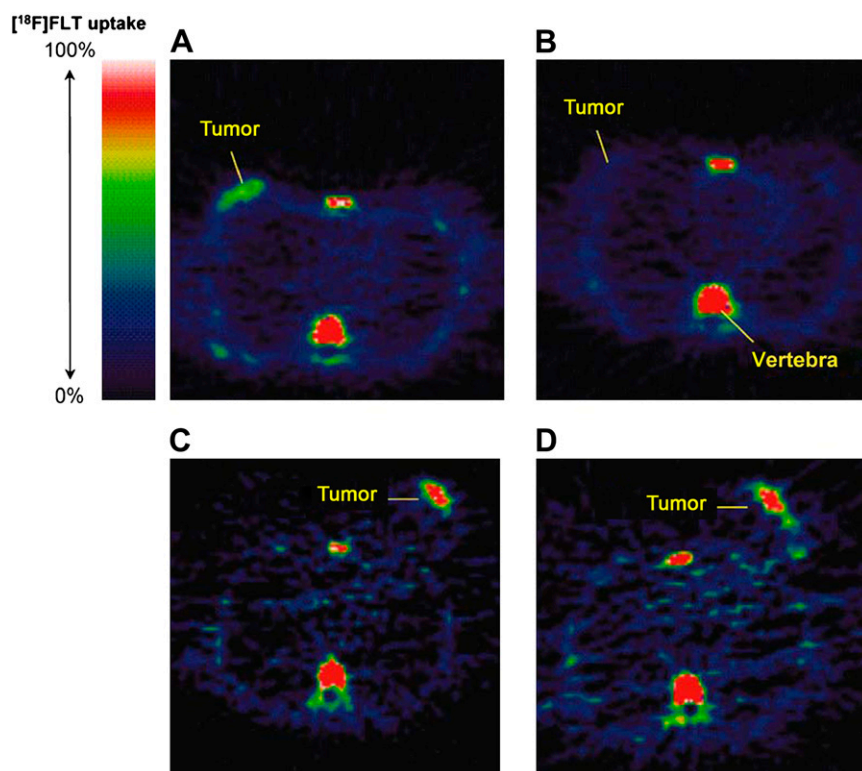 [¹⁸F]FLT uptake
100%
0%
A
Tumor
B
Tumor
Vertebra
C
Tumor
D
Tumor